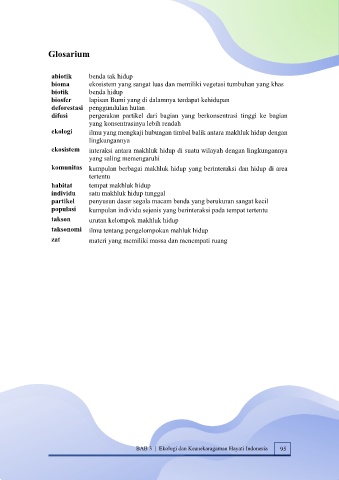 Glosarium
abiotik benda tak hidup
bioma ekosistem yang sangat luas dan memiliki vegetasi tumbuhan yang khas
biotik benda hidup
biosfer lapisan Bumi yang di dalamnya terdapat kehidupan
deforestasi penggundulan hutan
difusi pergerakan partikel dari bagian yang berkonsentrasi tinggi ke bagian
yang konsentrasinya lebih rendah
ekologi ilmu yang mengkaji hubungan timbal balik antara makhluk hidup dengan
lingkungannya
ekosistem interaksi antara makhluk hidup di suatu wilayah dengan lingkungannya
yang saling memengaruhi
komunitas kumpulan berbagai makhluk hidup yang berinteraksi dan hidup di area
tertentu
habitat tempat makhluk hidup
individu satu makhluk hidup tunggal
partikel penyusun dasar segala macam benda yang berukuran sangat kecil
populasi kumpulan individu sejenis yang berinteraksi pada tempat tertentu
takson urutan kelompok makhluk hidup
taksonomi ilmu tentang pengelompokan mahluk hidup
zat materi yang memiliki massa dan menempati ruang
BAB 3 | Ekologi dan Keanekaragaman Hayati Indonesia 95